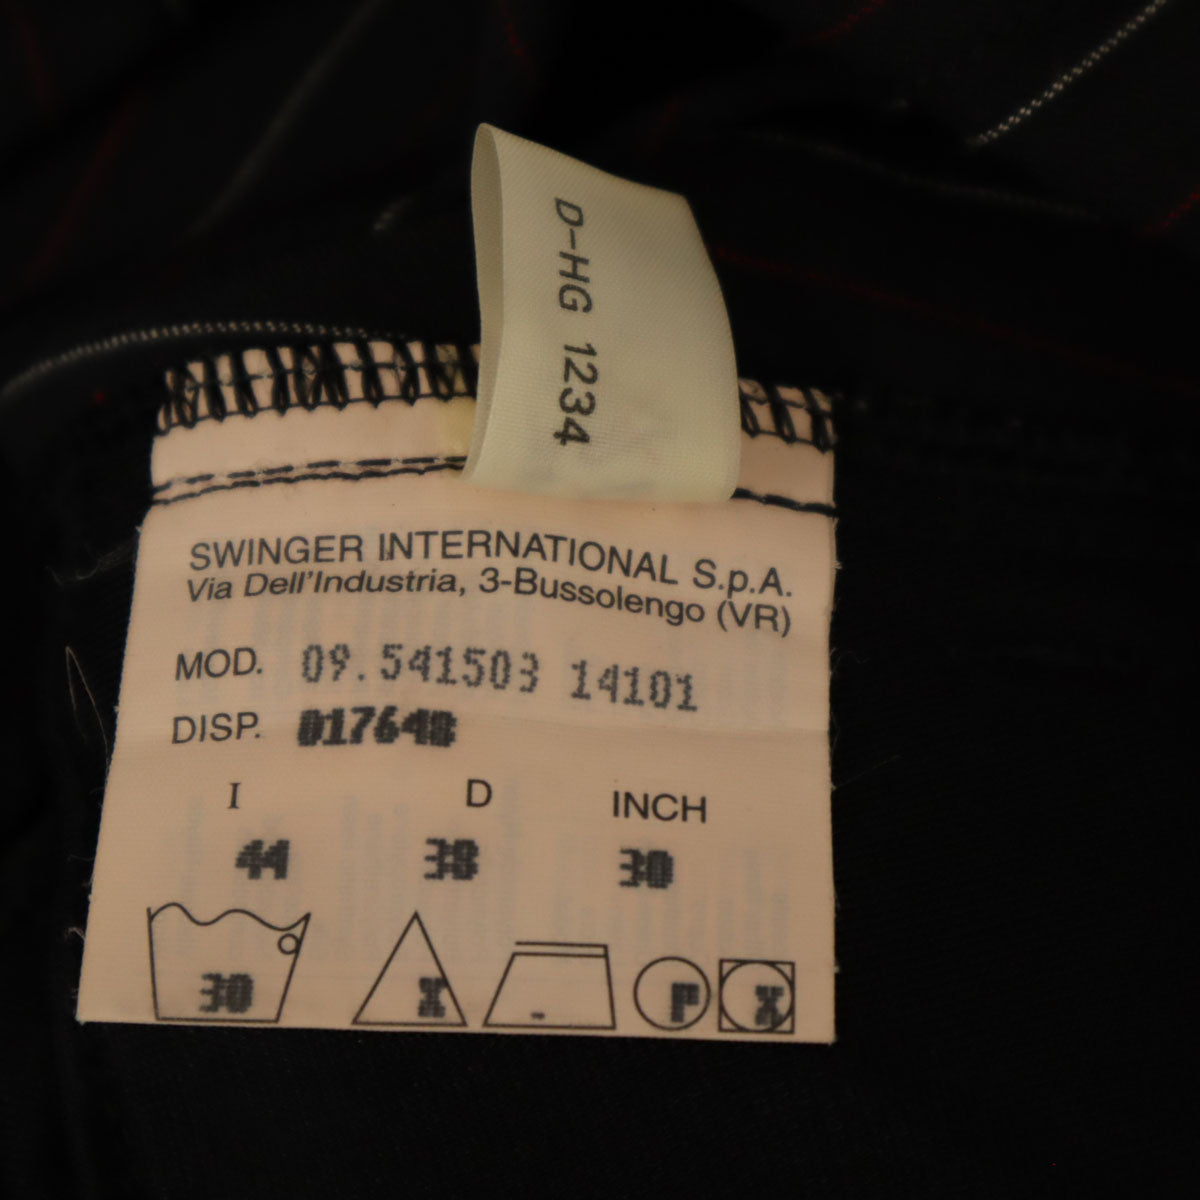 D-HG 1234
SWINGER INTERNATIONAL S.p.A.
Via Dell'Industria, 3-Bussolengo (VR)
MOD. 09.541503 14101
DISP. 017640
I D INCH
44 38 30
30 X P X